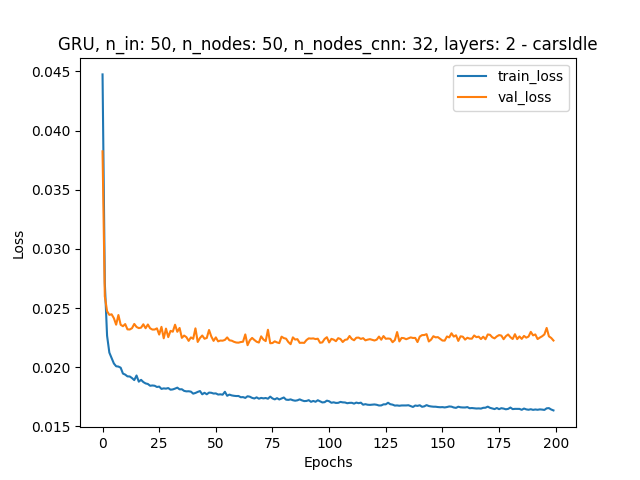 GRU, n_in: 50, n_nodes: 50, n_nodes_cnn: 32, layers: 2 - carsIdle
train_loss
val_loss
0.045
0.040
0.035
0.030
0.025
0.020
0.015
Loss
0 25 50 75 100 125 150 175 200
Epochs